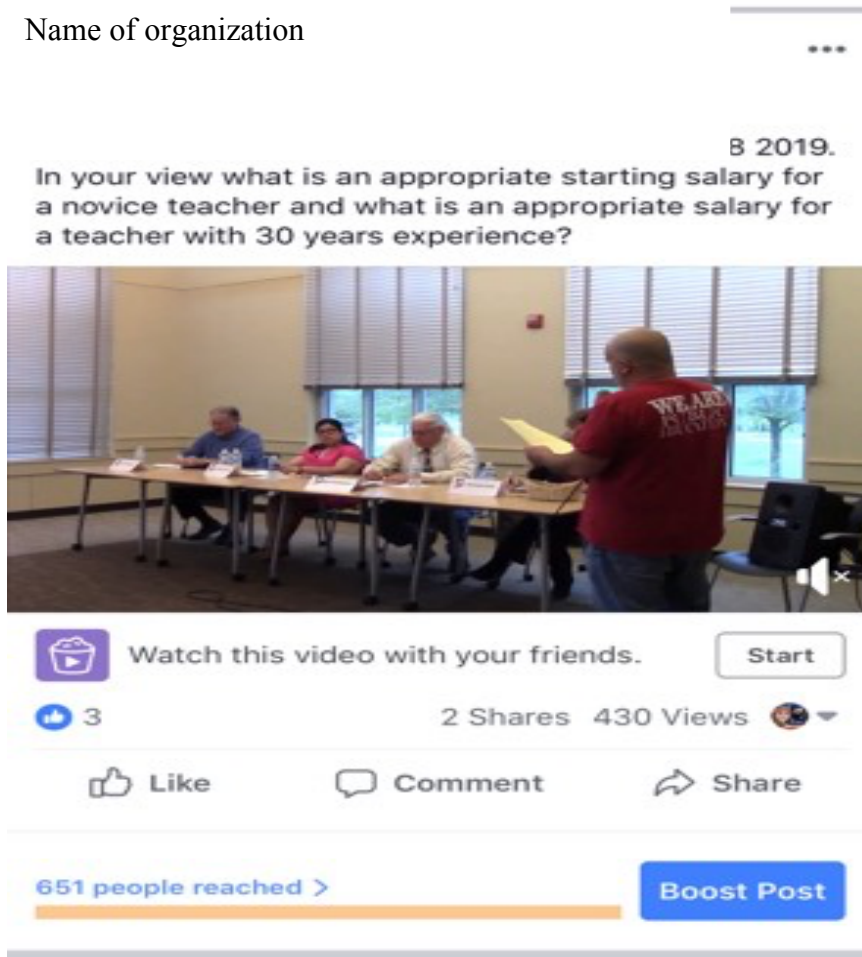 Name of organization
8 2019.
In your view what is an appropriate starting salary for
a novice teacher and what is an appropriate salary for
a teacher with 30 years experience?
WE ARE
Watch this video with your friends.
Start
3
2 Shares 430 Views
Like Comment Share
651 people reached >
Boost Post